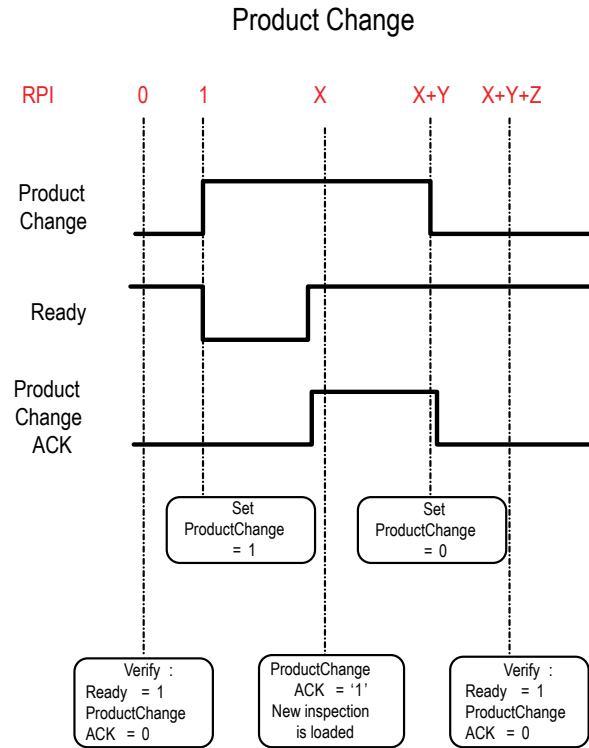 Product Change
RPI 0 1 X X+Y X+Y+Z
Product
Change
Ready
Product
Change
ACK
Set
ProductChange
= 1
Set
ProductChange
= 0
Verify :
Ready = 1
ProductChange
ACK = 0
ProductChange
ACK = ‘1’
New inspection
is loaded
Verify :
Ready = 1
ProductChange
ACK = 0